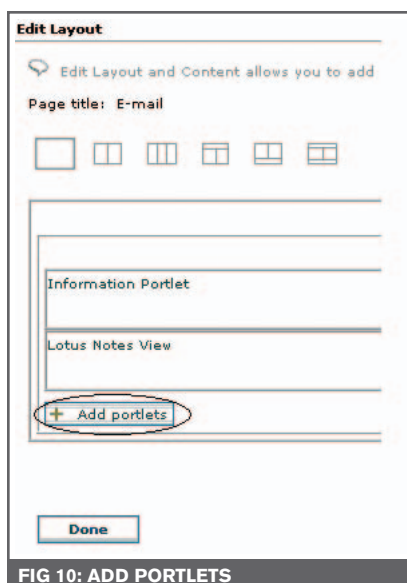 Edit Layout
Edit Layout and Content allows you to add
Page title: E-mail
Information Portlet
Lotus Notes View
+ Add portlets
Done
FIG 10: ADD PORTLETS